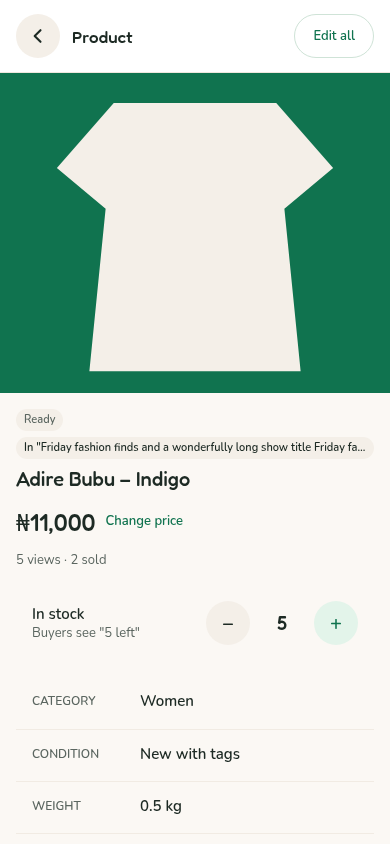 Product
Edit all
Ready
In "Friday fashion finds and a wonderfully long show title Friday fa...
Adire Bubu – Indigo
₦11,000 Change price
5 views · 2 sold
In stock
Buyers see "5 left"
– 5 +
CATEGORY Women
CONDITION New with tags
WEIGHT 0.5 kg